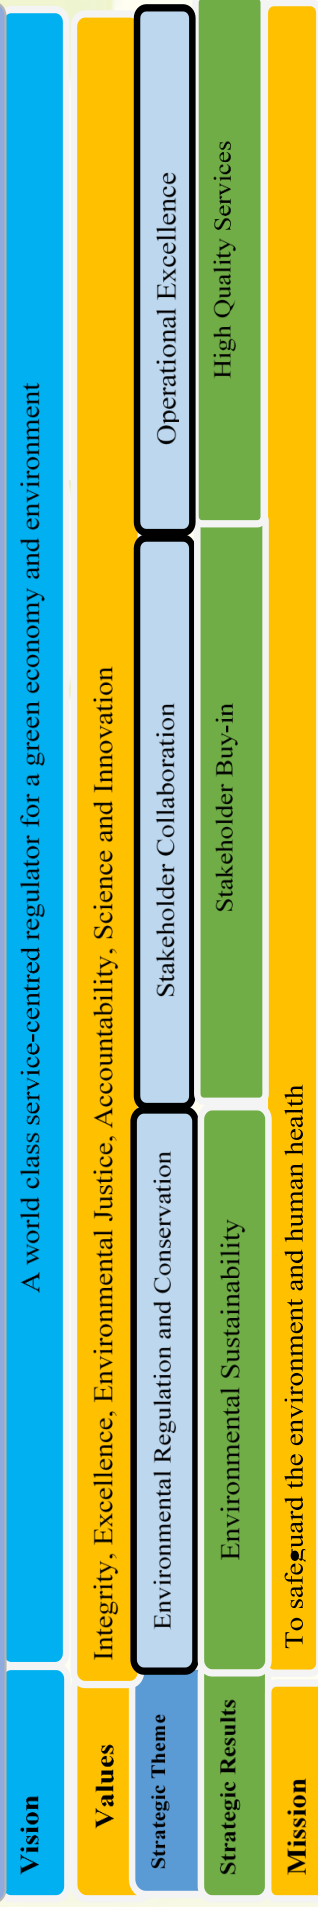 Vision
A world class service-centred regulator for a green economy and environment
Values
Integrity, Excellence, Environmental Justice, Accountability, Science and Innovation
Strategic Theme
Environmental Regulation and Conservation
Stakeholder Collaboration
Operational Excellence
Strategic Results
Environmental Sustainability
Stakeholder Buy-in
High Quality Services
Mission
To safeguard the environment and human health